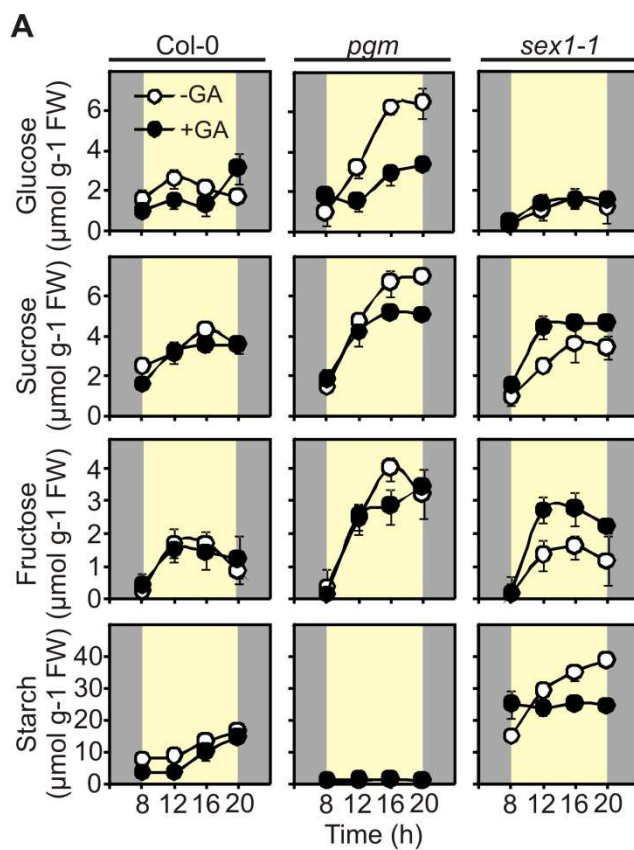 A
Col-0 pgm sex1-1
Glucose
(µmol g-1 FW)
6
4
2
0
-GA
+GA
Sucrose
(µmol g-1 FW)
6
4
2
0
Fructose
(µmol g-1 FW)
4
3
2
1
0
Starch
(µmol g-1 FW)
40
30
20
10
0
8 12 16 20 8 12 16 20 8 12 16 20
Time (h)